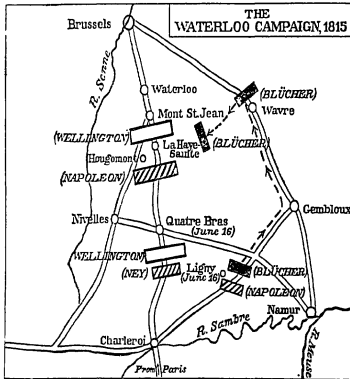 THE
WATERLOO CAMPAIGN, 1815
Brussels
R. Senne
Waterloo
Mont St. Jean
(BLÜCHER)
Wavre
(WELLINGTON)
La Haye
Sainte
(BLÜCHER)
Hougomont
(NAPOLEON)
Nivelles
Quatre Bras
(June 16)
Gembloux
(WELLINGTON)
(NEY)
Ligny
(June 16)
(BLÜCHER)
(NAPOLEON)
Namur
R. Sambre
Charleroi
R. Meuse
From Paris